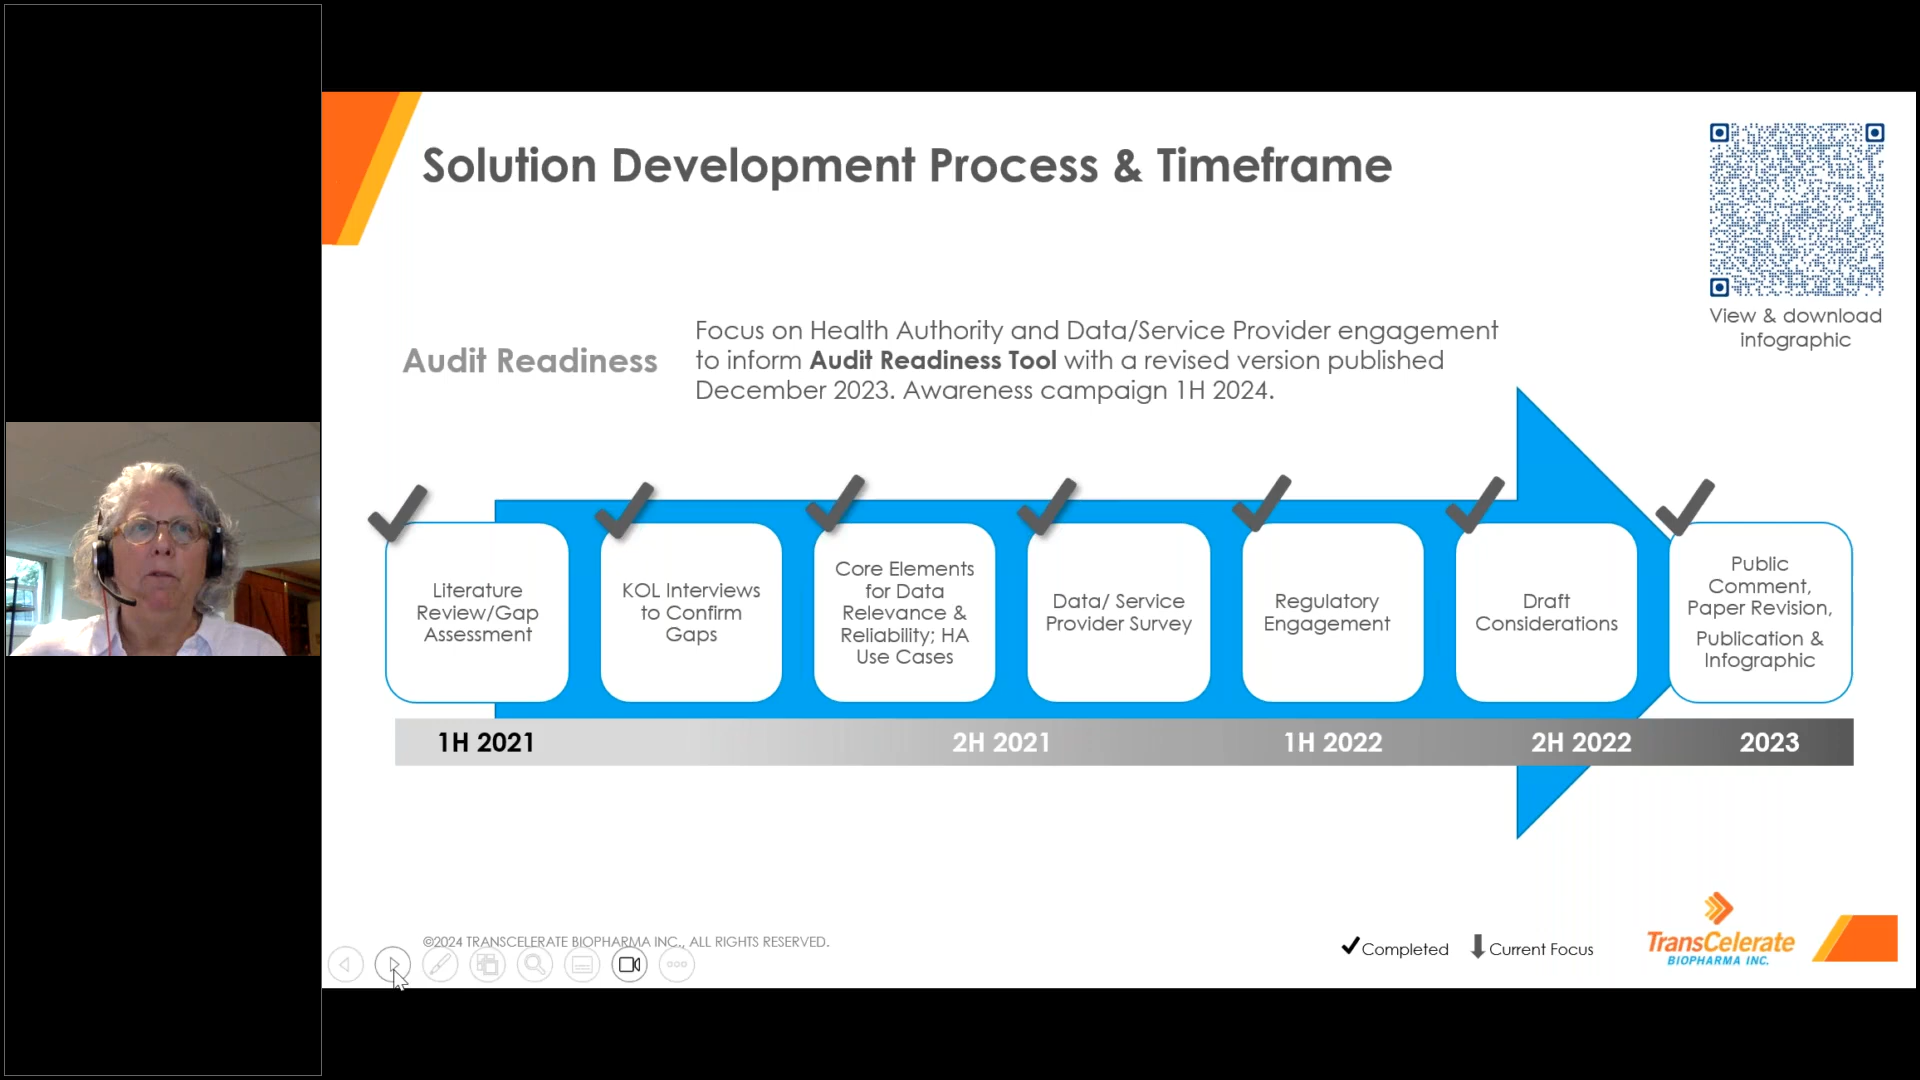 Solution Development Process & Timeframe
View & download
infographic
Audit Readiness
Focus on Health Authority and Data/Service Provider engagement
to inform Audit Readiness Tool with a revised version published
December 2023. Awareness campaign 1H 2024.
Literature
Review/Gap
Assessment
KOL Interviews
to Confirm
Gaps
Core Elements
for Data
Relevance &
Reliability; HA
Use Cases
Data/ Service
Provider Survey
Regulatory
Engagement
Draft
Considerations
Public
Comment,
Paper Revision,
Publication &
Infographic
1H 2021
2H 2021
1H 2022
2H 2022
2023
©2024 TRANSCELERATE BIOPHARMA INC., ALL RIGHTS RESERVED.
Completed
Current Focus
TransCelerate
BIOPHARMA INC.